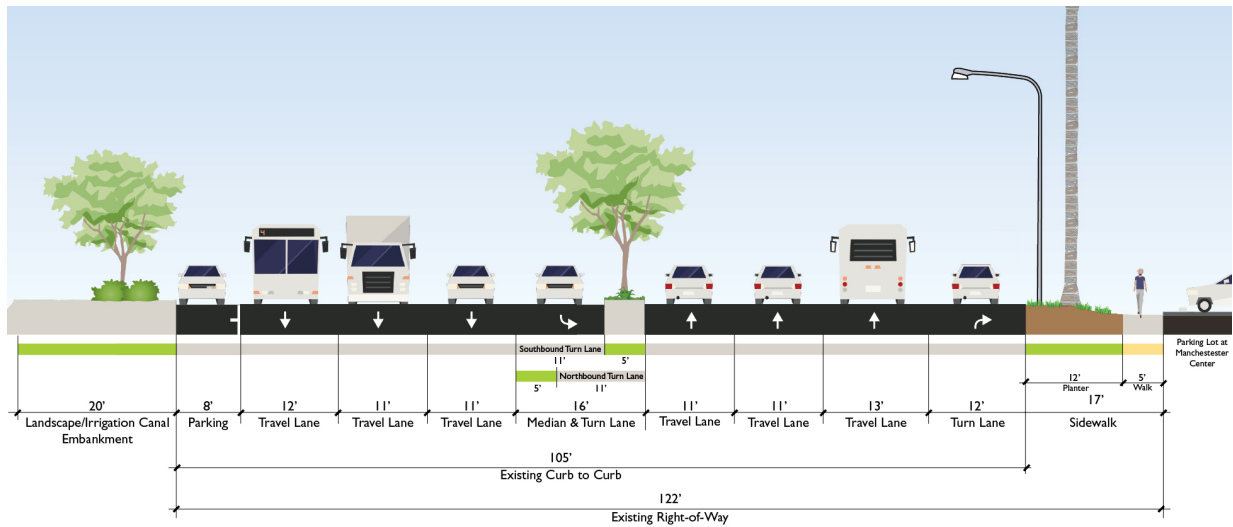 4
Southbound Turn Lane
11' 5'
Northbound Turn Lane
5' 11'
Parking Lot at
Manchestester
Center
12' 5'
Planter Walk
20' 8' 12' 11' 11' 16' 11' 11' 13' 12' 17'
Landscape/Irrigation Canal Parking Travel Lane Travel Lane Travel Lane Median & Turn Lane Travel Lane Travel Lane Travel Lane Turn Lane Sidewalk
Embankment
105'
Existing Curb to Curb
122'
Existing Right-of-Way